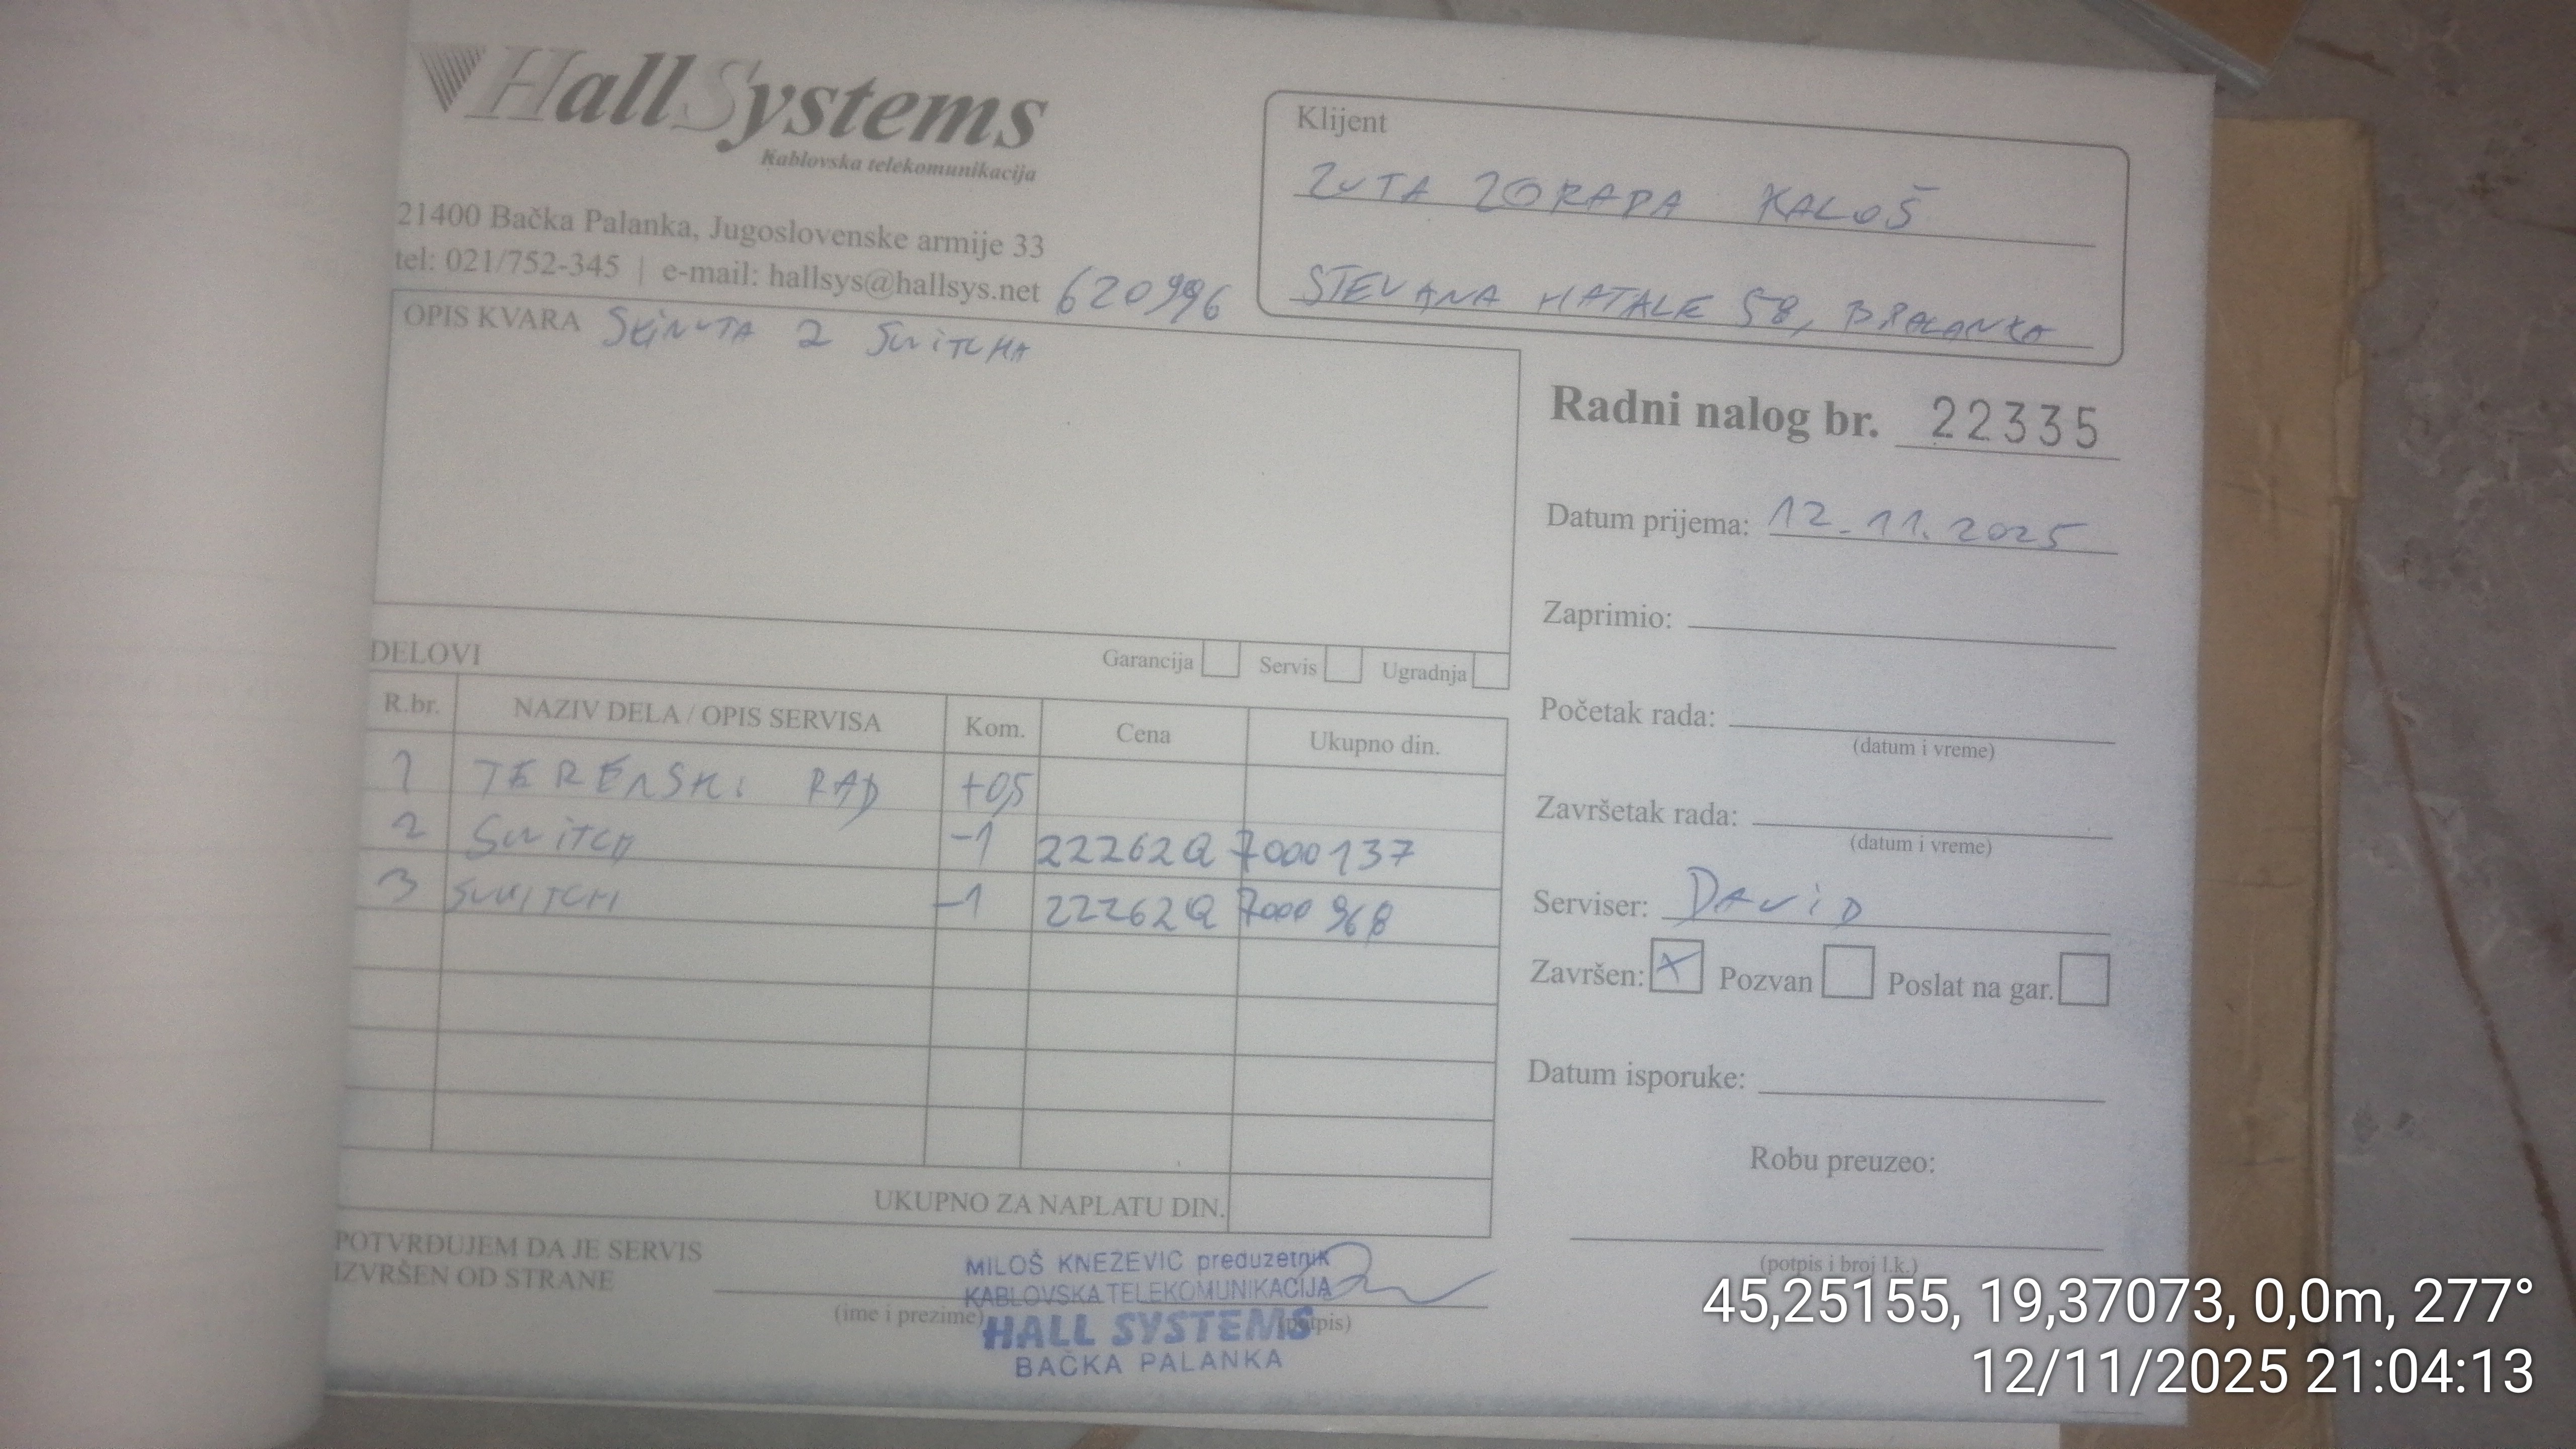 HallSystems
Kablovska telekomunikacija
21400 Bačka Palanka, Jugoslovenske armije 33
tel: 021/752-345 | e-mail: hallsys@hallsys.net 620996
Klijent
ZUTA ZGRADA KALOŠ
STEVANA HATALE 58, BPALANKA
OPIS KVARA SKINUTA 2 SWITCHA
Radni nalog br. 22335
Datum prijema: 12.11.2025
Zaprimio:
Početak rada:
(datum i vreme)
Završetak rada:
(datum i vreme)
Serviser: DAVID
Završen: X Pozvan Poslat na gar.
Datum isporuke:
Robu preuzeo:
(potpis i broj l.k.)
DELOVI Garancija Servis Ugradnja
R.br. NAZIV DELA / OPIS SERVISA Kom. Cena Ukupno din.
1 TERENSKI RAD +0,5
2 SWITCH -1 22262Q 7000137
3 SWITCH -1 22262Q 7000968
UKUPNO ZA NAPLATU DIN.
POTVRĐUJEM DA JE SERVIS
IZVRŠEN OD STRANE
(ime i prezime) (potpis)
MILOŠ KNEŽEVIĆ preduzetnik
KABLOVSKA TELEKOMUNIKACIJA
HALL SYSTEMS
BAČKA PALANKA
45,25155, 19,37073, 0,0m, 277°
12/11/2025 21:04:13